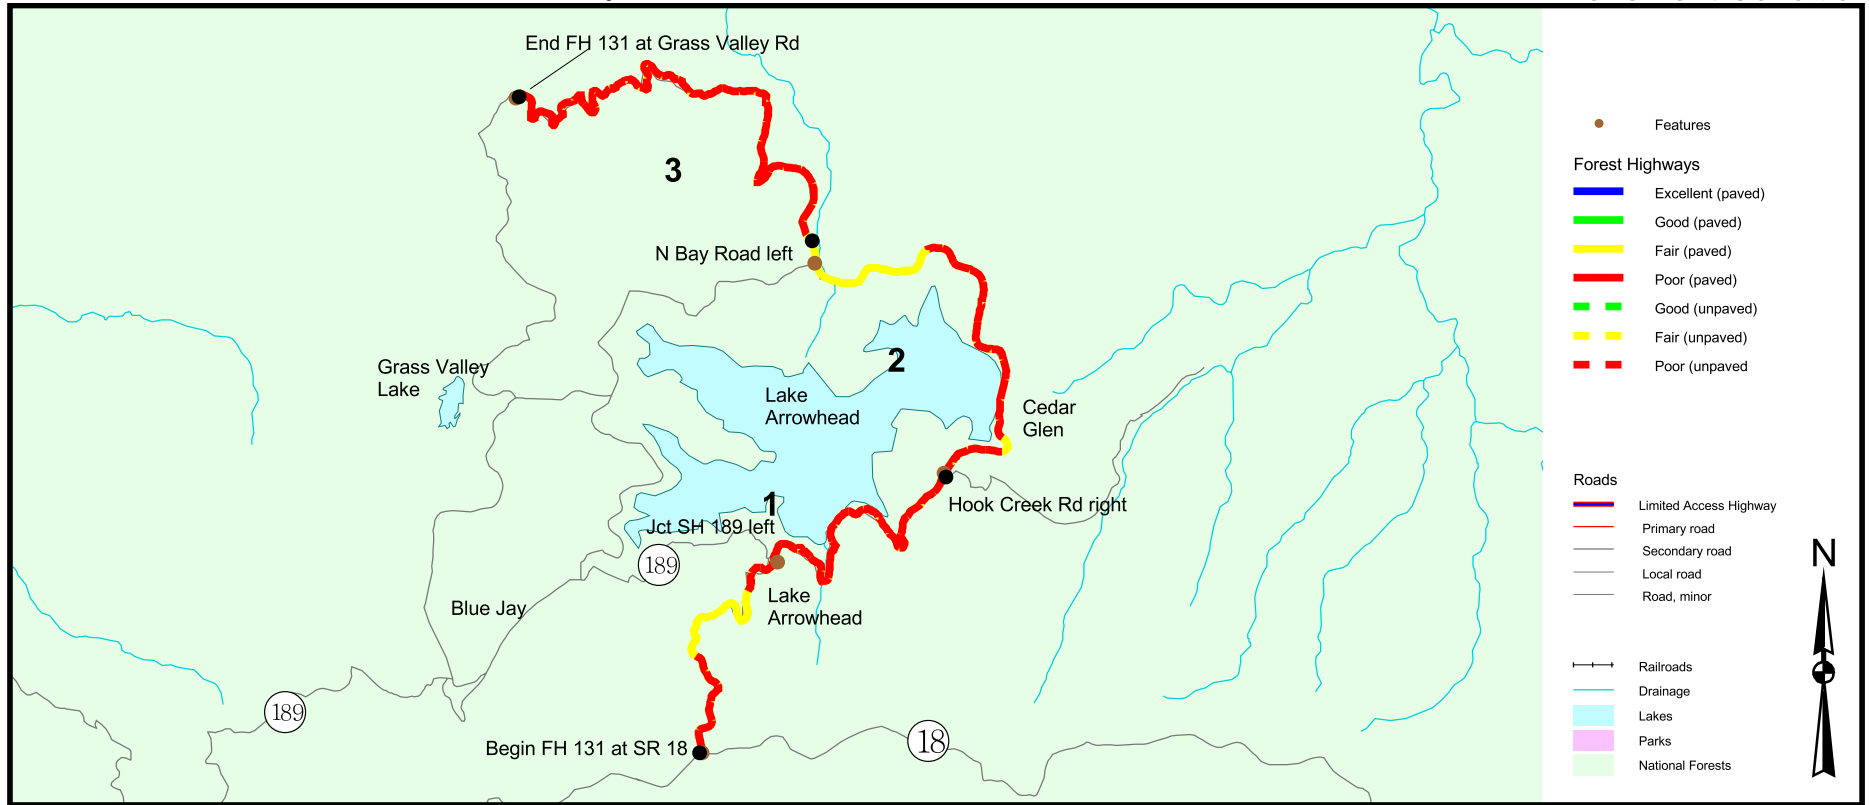 End FH 131 at Grass Valley Rd
3
N Bay Road left
Grass Valley
Lake
2
Lake
Arrowhead
Cedar
Glen
1
Hook Creek Rd right
Jct SH 189 left
189
Lake
Arrowhead
Blue Jay
189
Begin FH 131 at SR 18
18
Features
Forest Highways
Excellent (paved)
Good (paved)
Fair (paved)
Poor (paved)
Good (unpaved)
Fair (unpaved)
Poor (unpaved
Roads
Limited Access Highway
Primary road
Secondary road
Local road
Road, minor
N
Railroads
Drainage
Lakes
Parks
National Forests